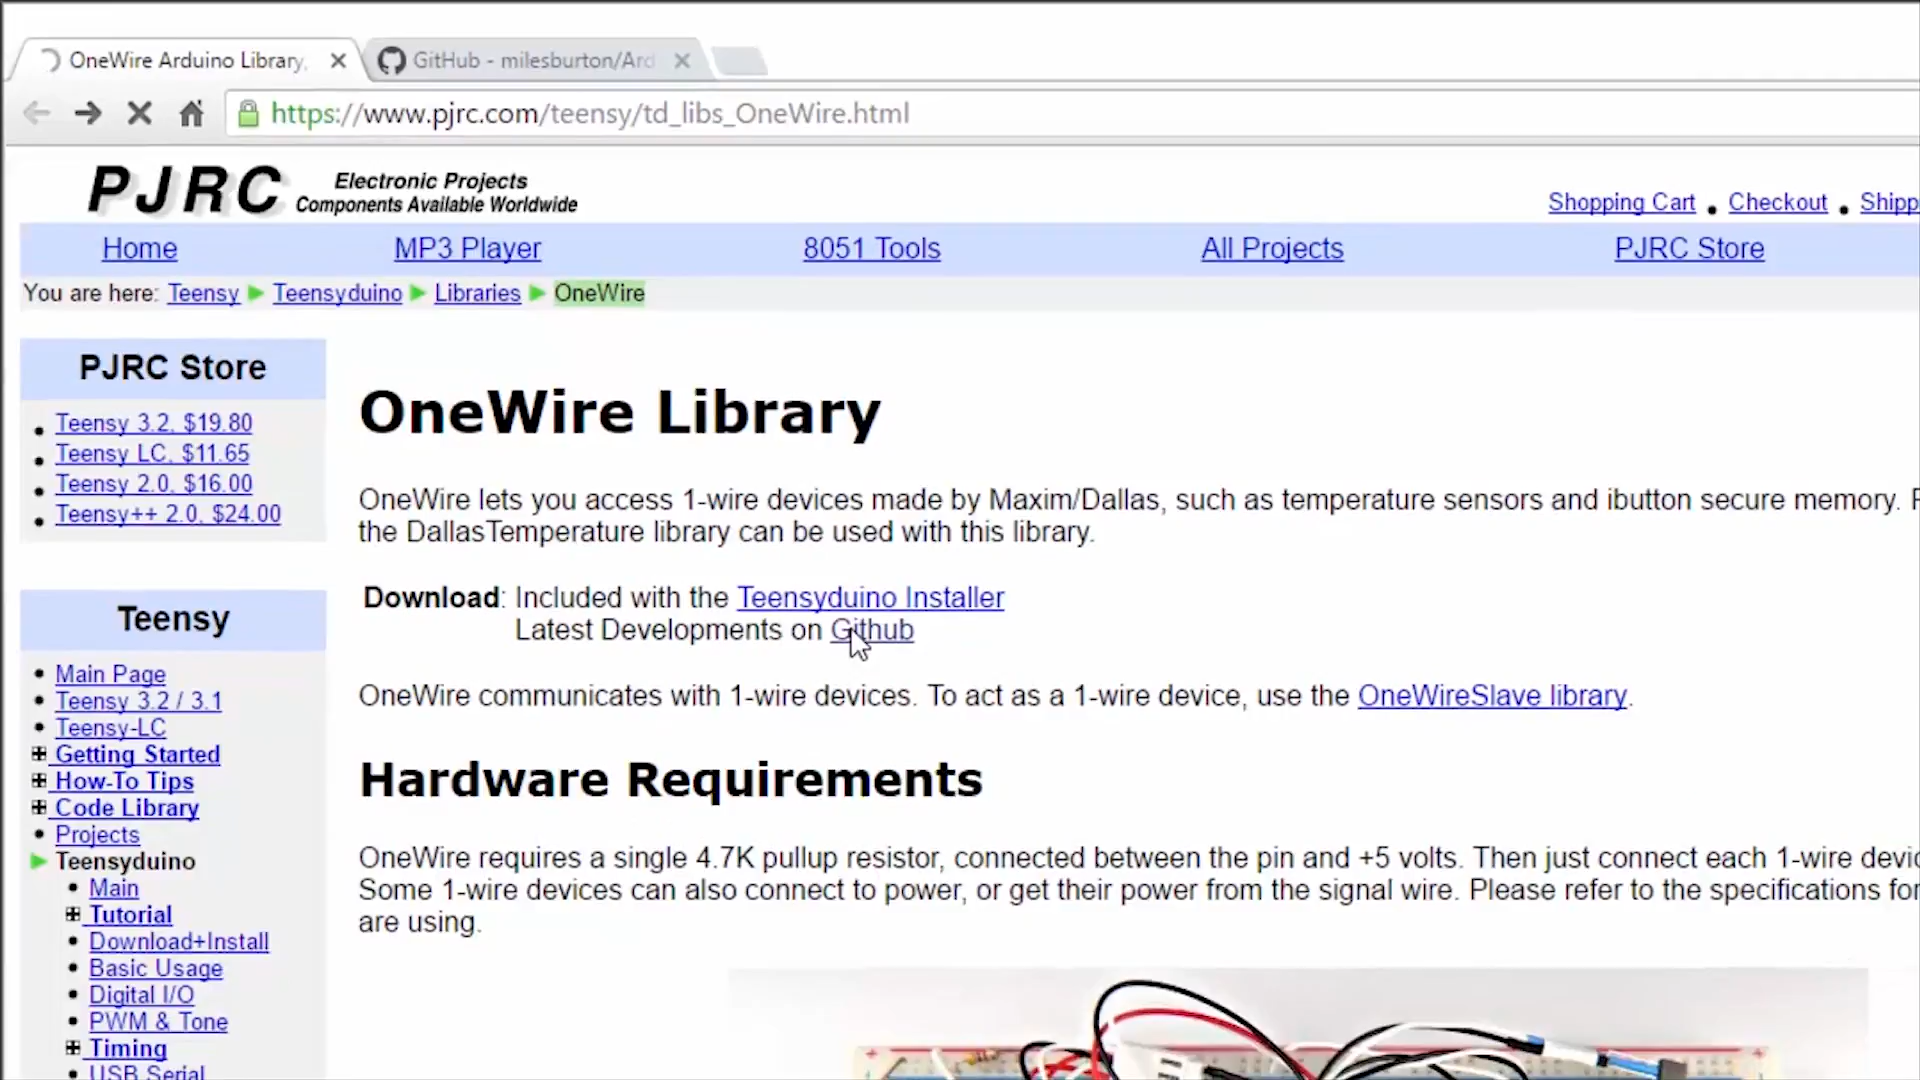 OneWire Arduino Library,
GitHub - milesburton/Ard
https://www.pjrc.com/teensy/td_libs_OneWire.html
PJRC Electronic Projects
Components Available Worldwide
Shopping Cart Checkout Shipp
Home MP3 Player 8051 Tools All Projects PJRC Store
You are here: Teensy Teensyduino Libraries OneWire
PJRC Store
Teensy 3.2, $19.80
Teensy LC, $11.65
Teensy 2.0, $16.00
Teensy++ 2.0, $24.00
Teensy
Main Page
Teensy 3.2 / 3.1
Teensy-LC
Getting Started
How-To Tips
Code Library
Projects
Teensyduino
Main
Tutorial
Download+Install
Basic Usage
Digital I/O
PWM & Tone
Timing
USB Serial
OneWire Library
OneWire lets you access 1-wire devices made by Maxim/Dallas, such as temperature sensors and ibutton secure memory.
the DallasTemperature library can be used with this library.
Download: Included with the Teensyduino Installer
Latest Developments on Github
OneWire communicates with 1-wire devices. To act as a 1-wire device, use the OneWireSlave library.
Hardware Requirements
OneWire requires a single 4.7K pullup resistor, connected between the pin and +5 volts. Then just connect each 1-wire devic
Some 1-wire devices can also connect to power, or get their power from the signal wire. Please refer to the specifications for
are using.